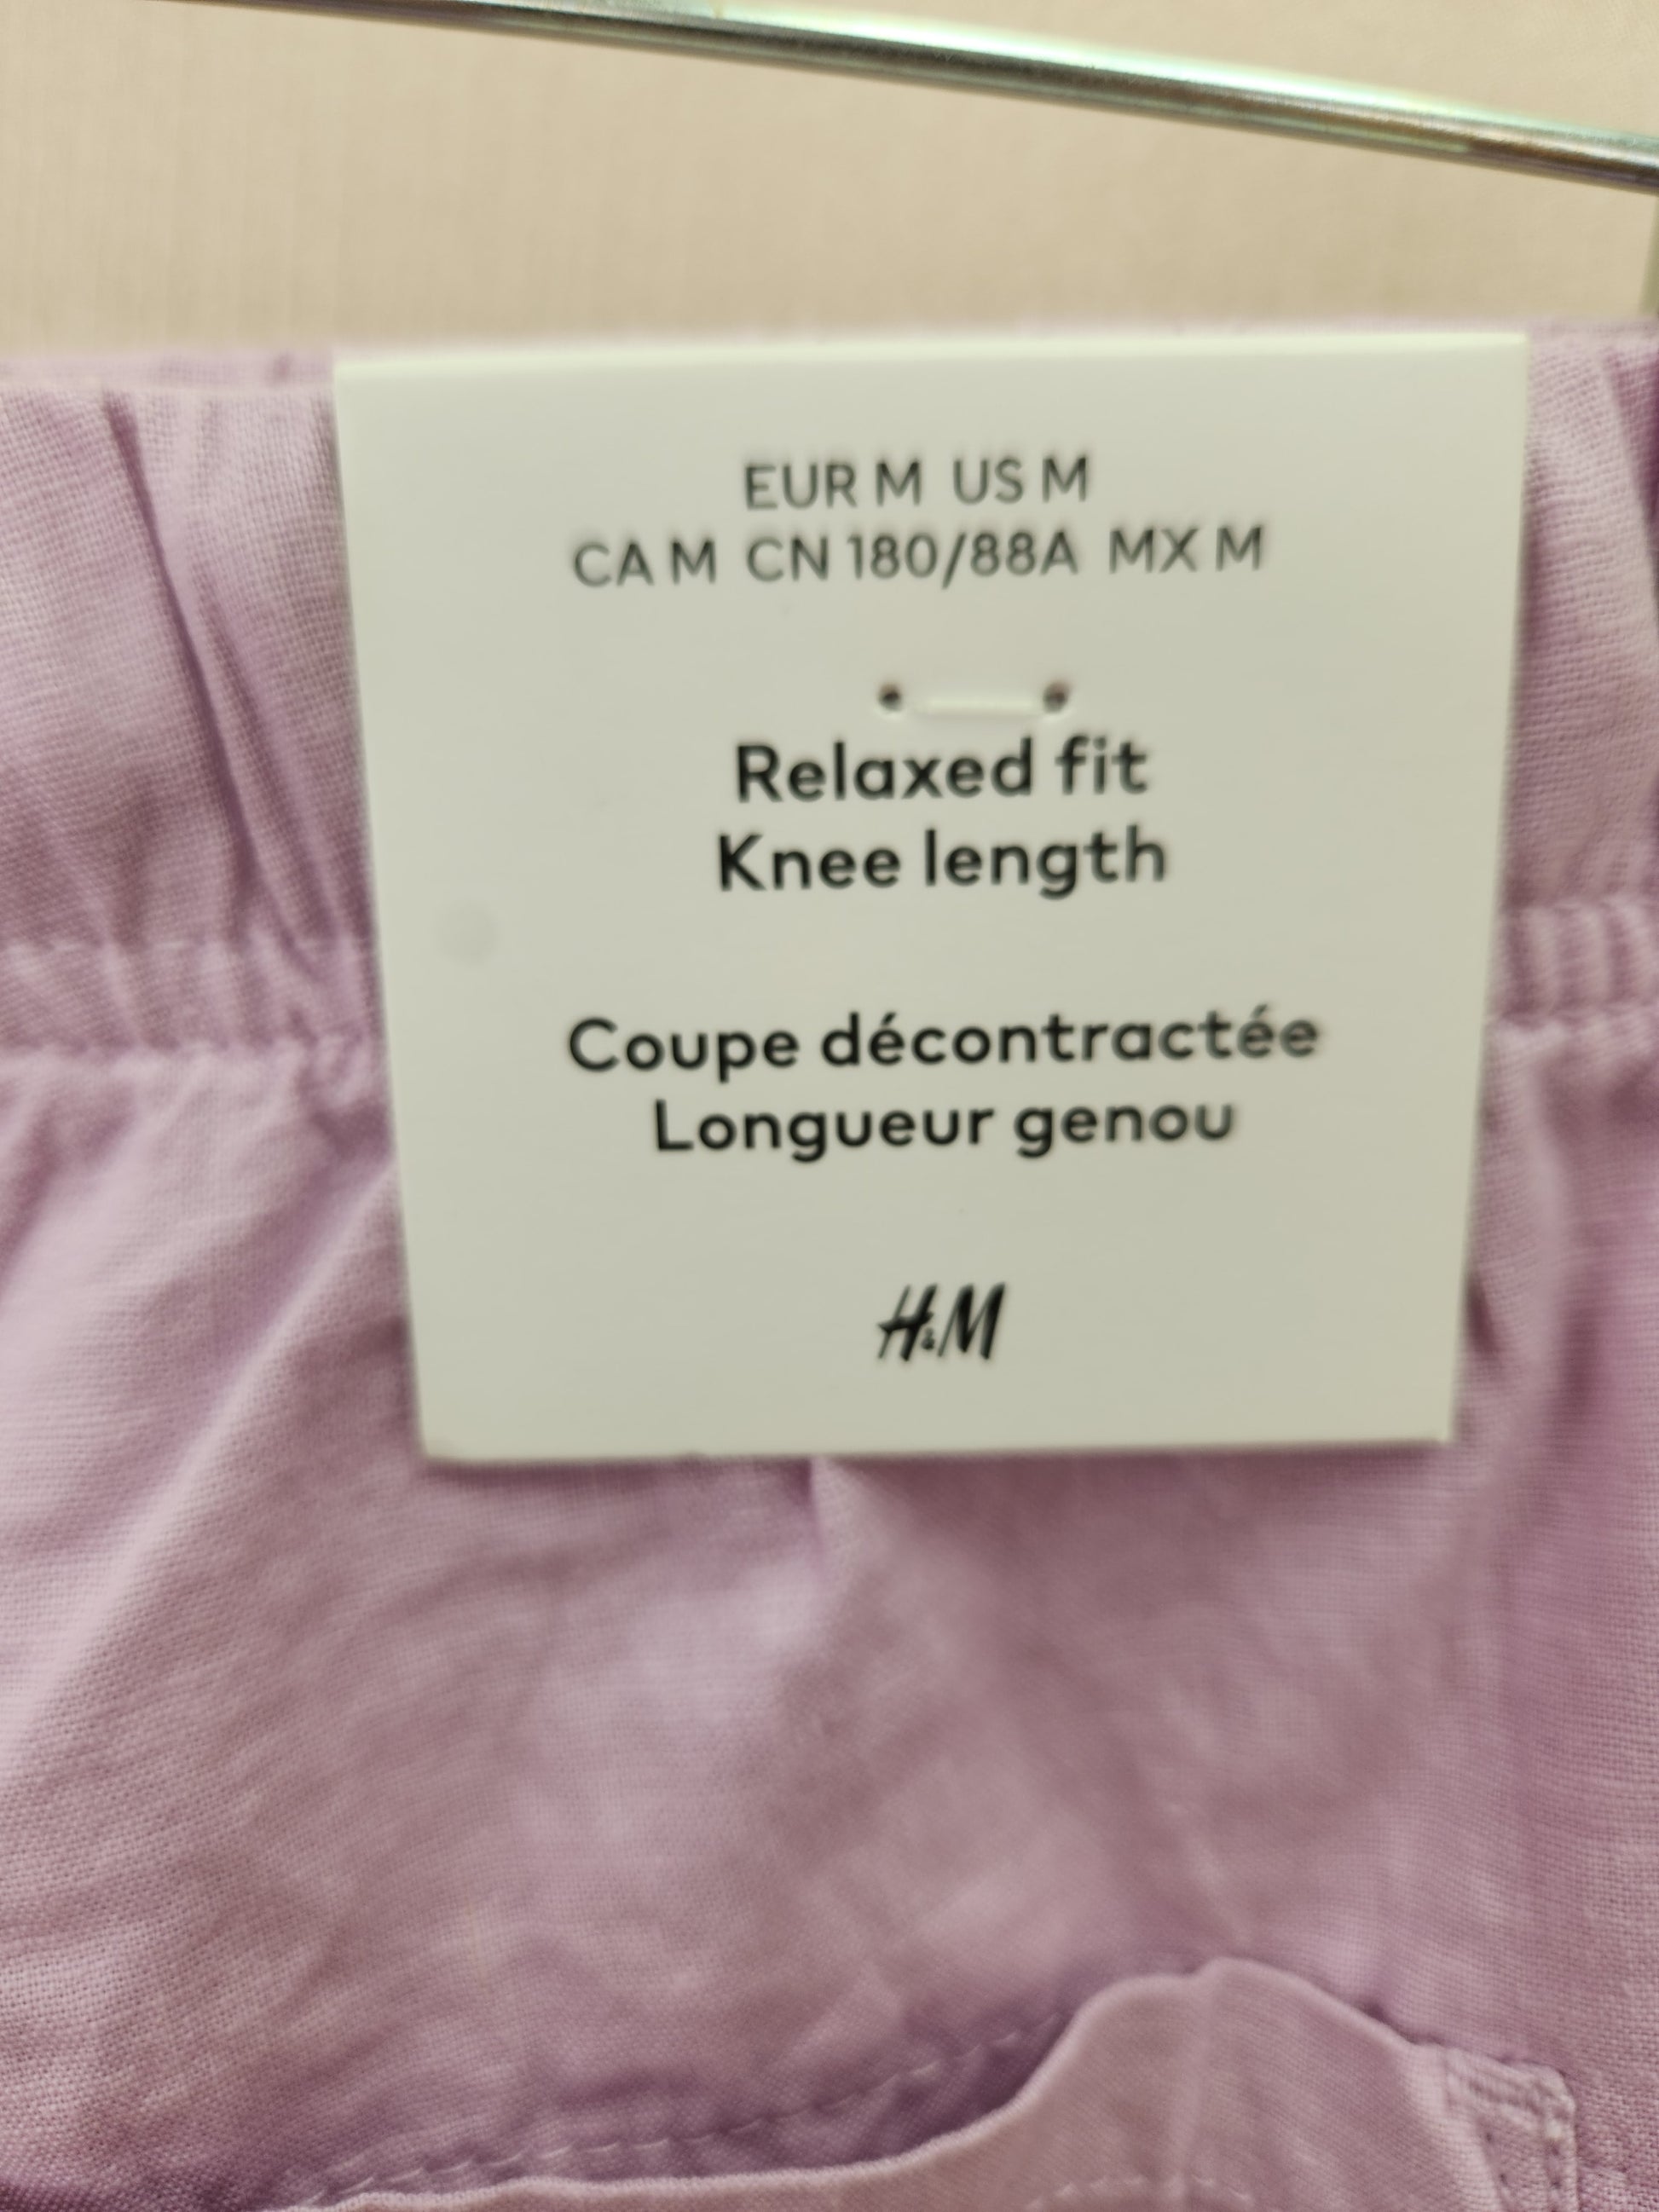 EUR M US M
CA M CN 180/88A MX M
Relaxed fit
Knee length
Coupe décontractée
Longueur genou
H&M